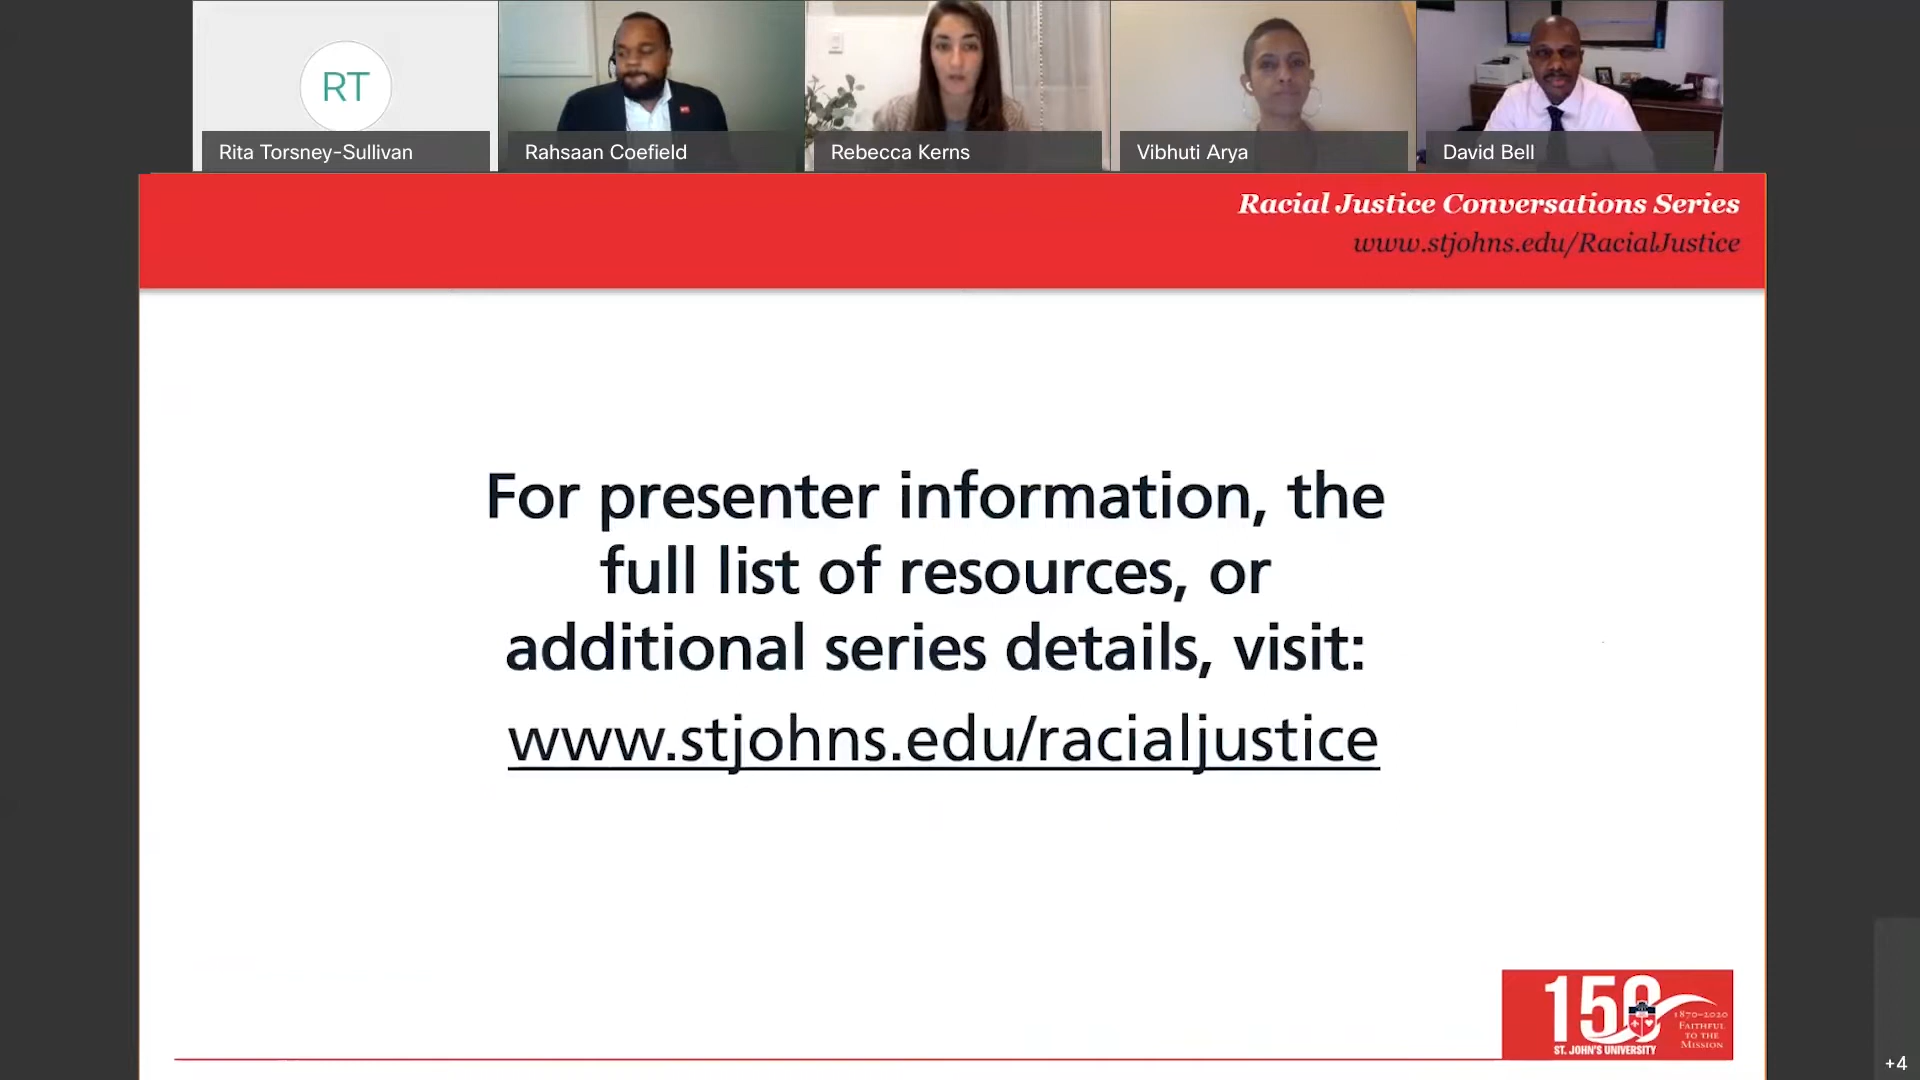 RT
Rita Torsney-Sullivan
Rahsaan Coefield
Rebecca Kerns
Vibhuti Arya
David Bell
Racial Justice Conversations Series
www.stjohns.edu/RacialJustice
For presenter information, the
full list of resources, or
additional series details, visit:
www.stjohns.edu/racialjustice
150
1870-2020
FAITHFUL
TO THE
MISSION
ST. JOHN'S UNIVERSITY
+4